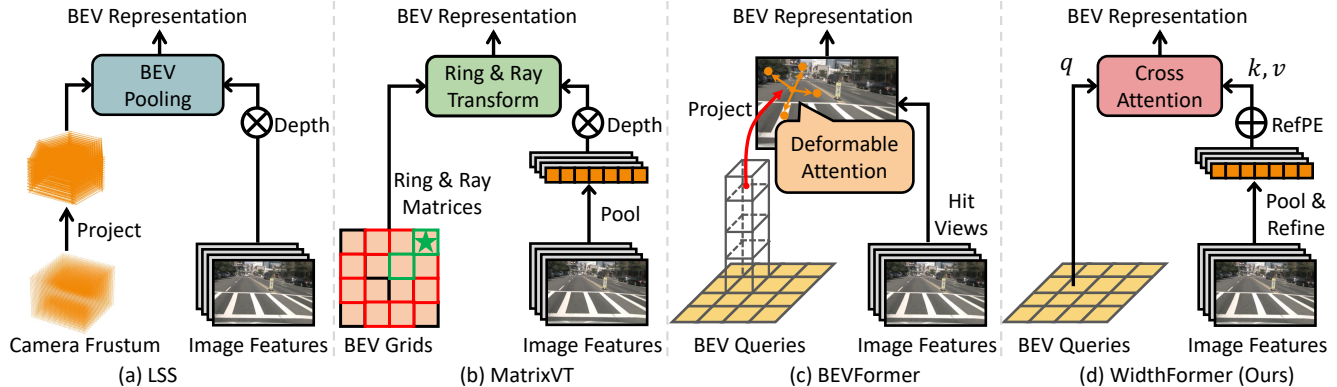 BEV Representation
BEV
Pooling
Depth
Project
Camera Frustum
Image Features
(a) LSS
BEV Representation
Ring & Ray
Transform
Depth
Ring & Ray
Matrices
Pool
BEV Grids
Image Features
(b) MatrixVT
BEV Representation
Project
Deformable
Attention
Hit
Views
BEV Queries
Image Features
(c) BEVFormer
BEV Representation
q
Cross
Attention
k, v
RefPE
Pool &
Refine
BEV Queries
Image Features
(d) WidthFormer (Ours)